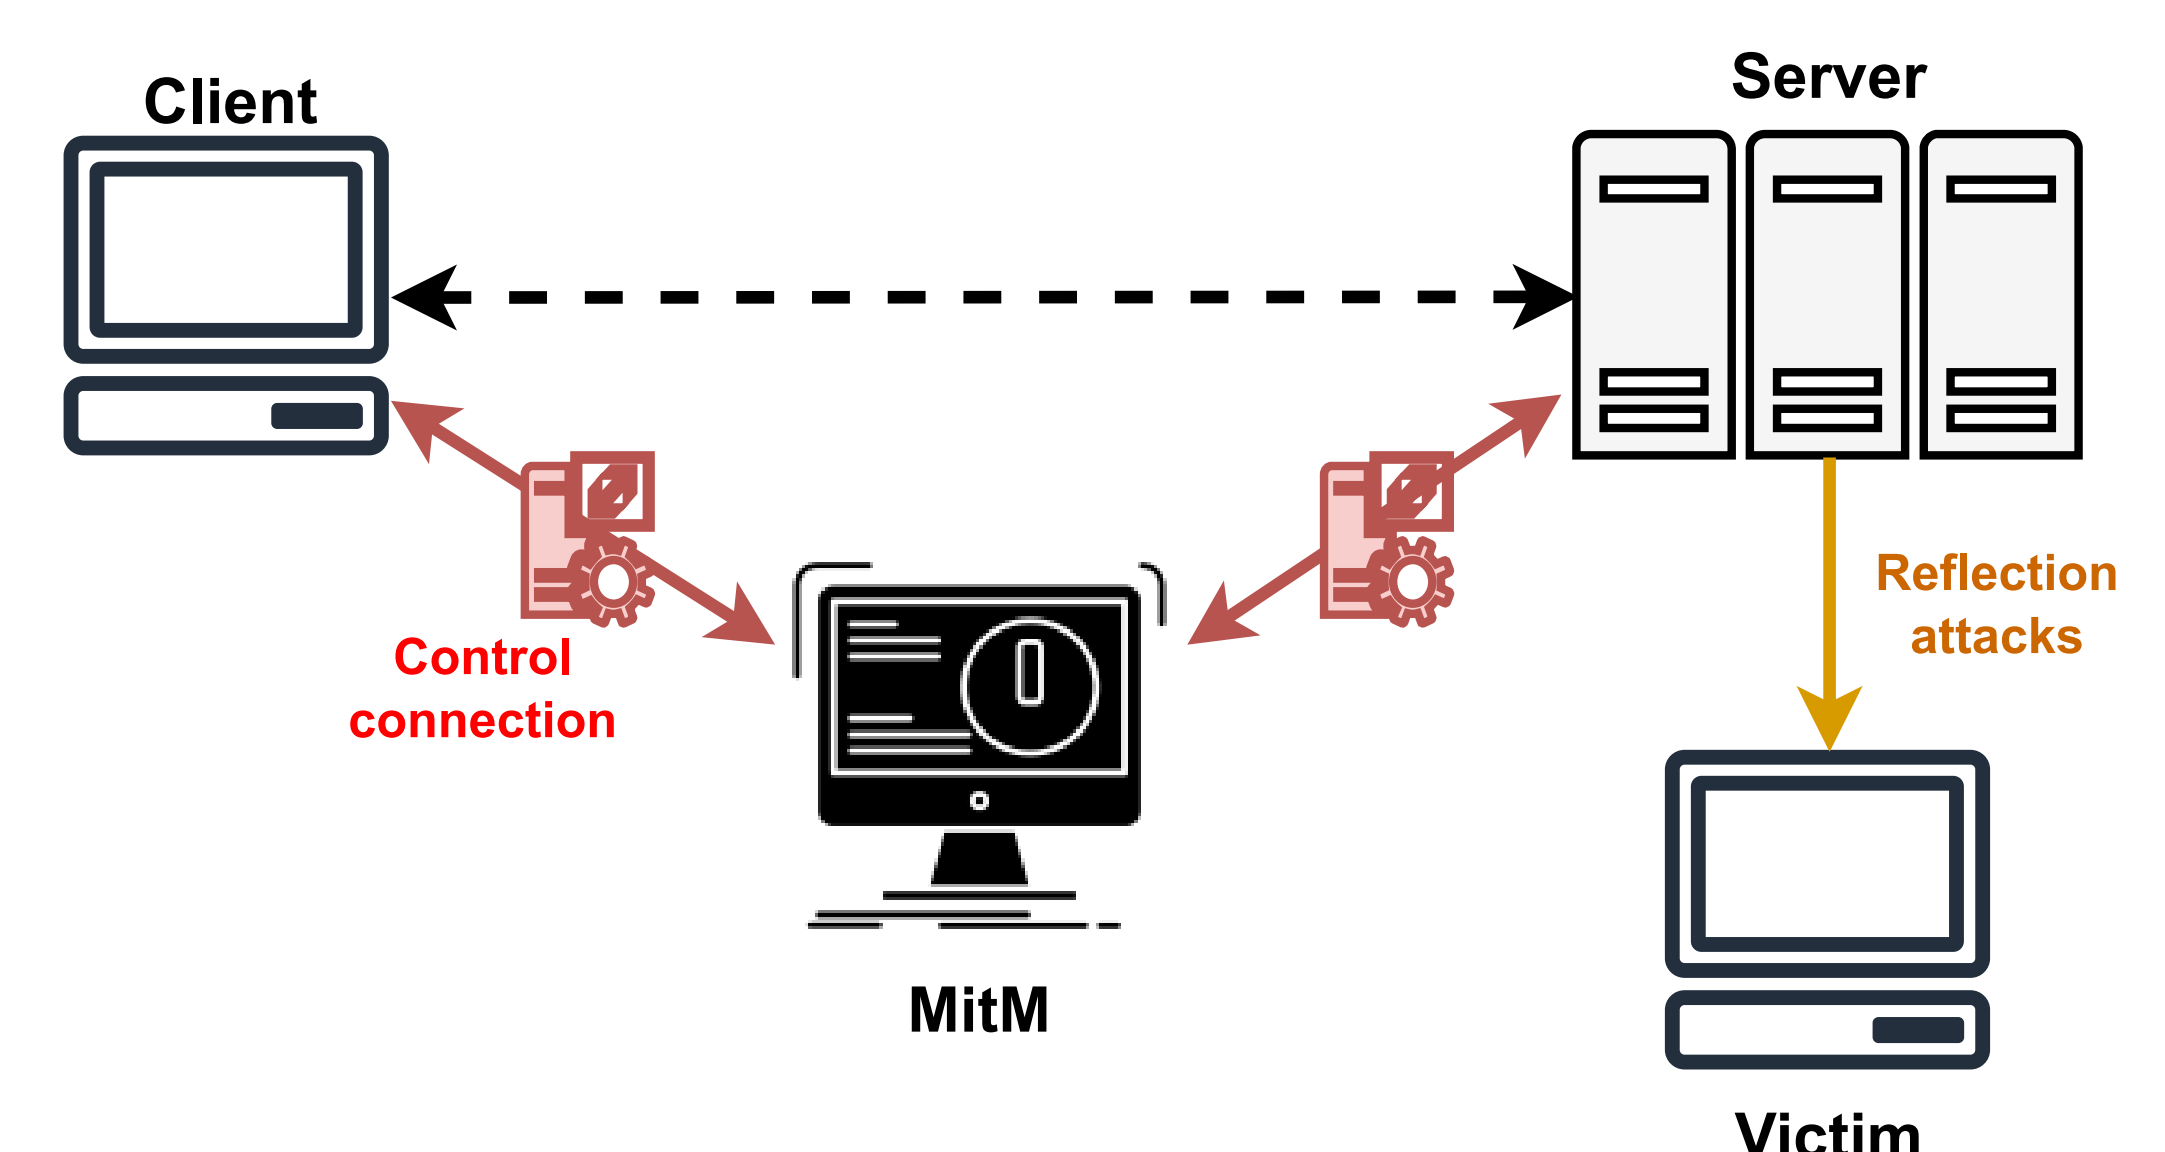 Client
Server
Reflection
attacks
Control
connection
MitM
Victim